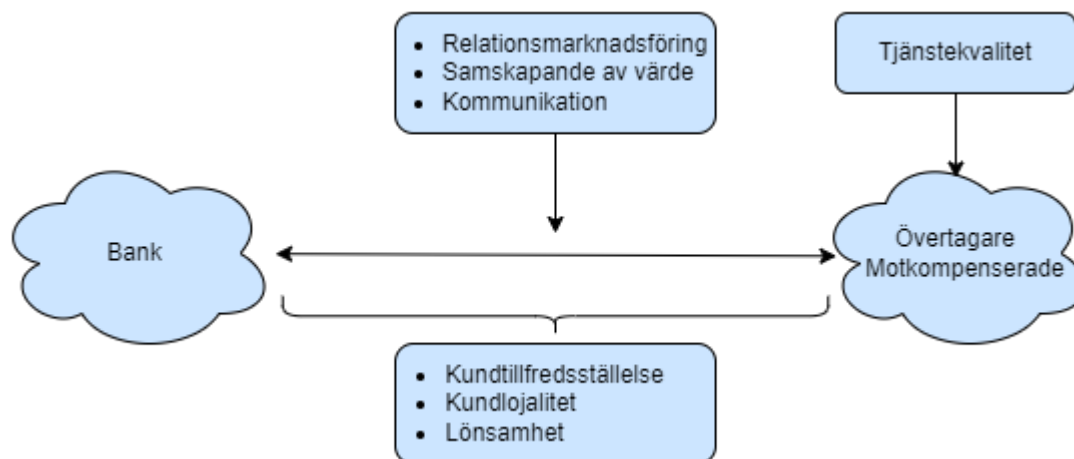 Relationsmarknadsföring
Samskapande av värde
Kommunikation
Tjänstekvalitet
Bank
Övertagare
Motkompenserade
Kundtillfredsställelse
Kundlojalitet
Lönsamhet